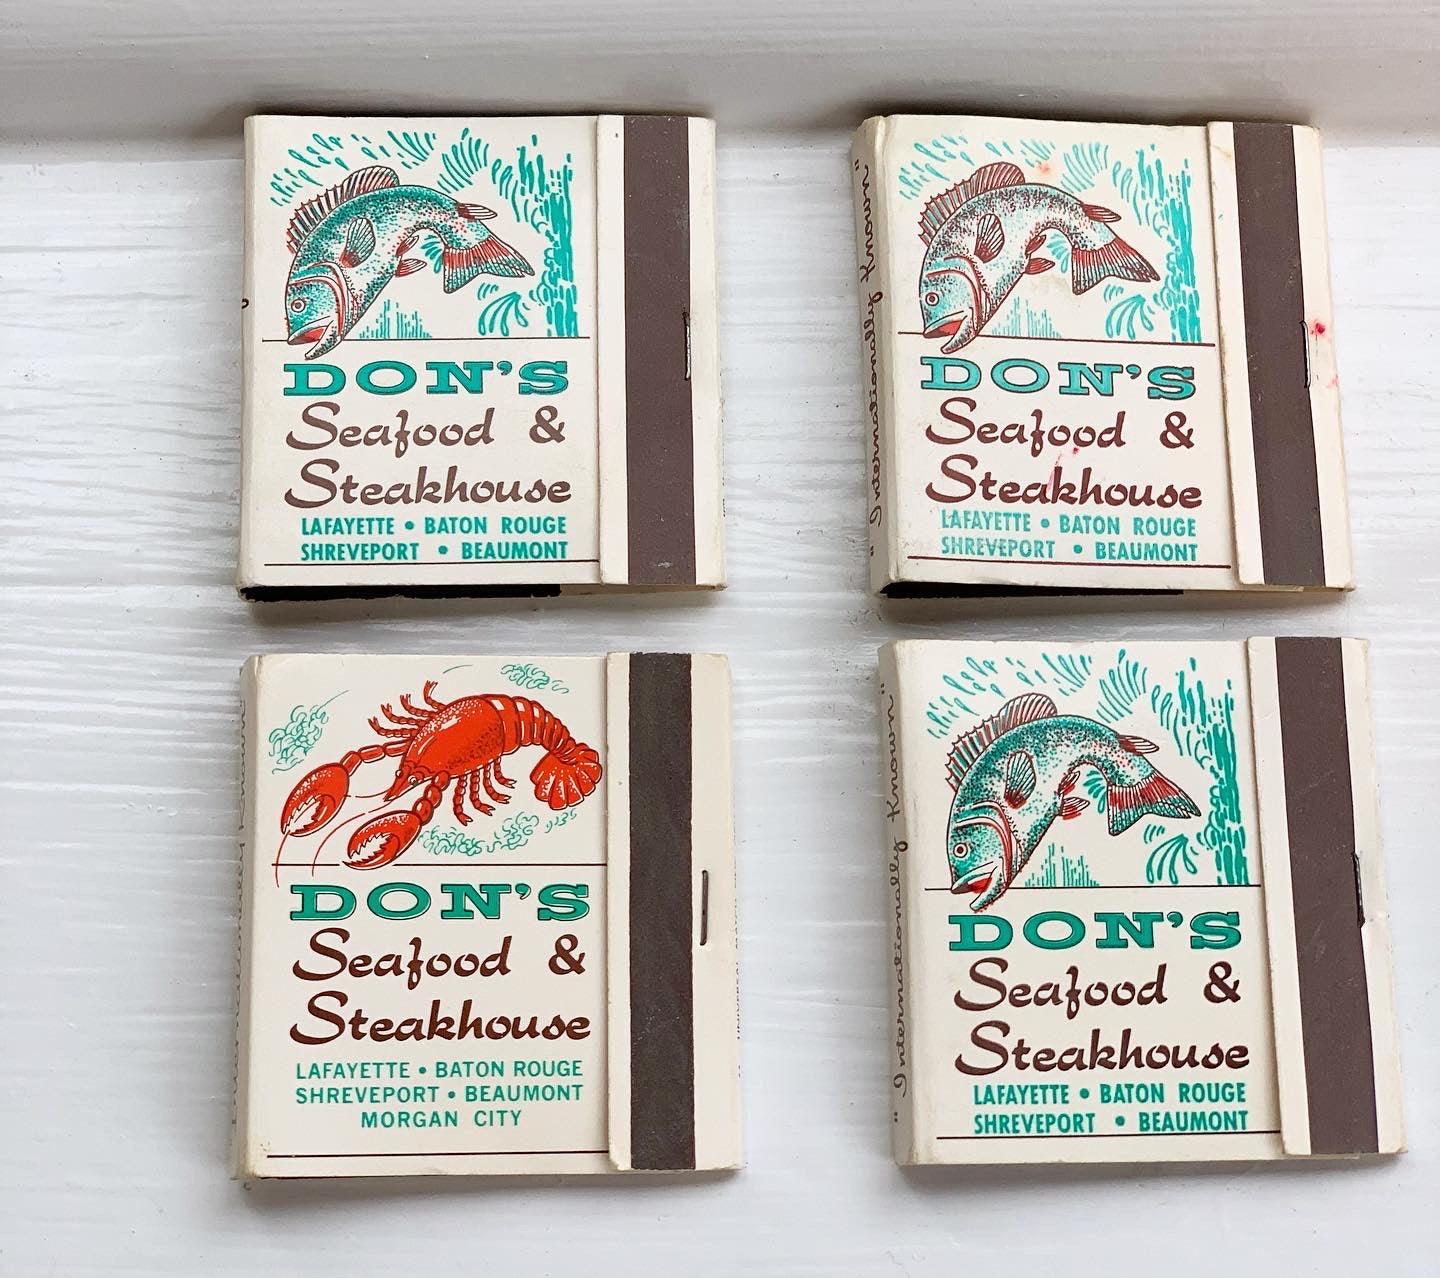 DON'S
Seafood &
Steakhouse
LAFAYETTE • BATON ROUGE
SHREVEPORT • BEAUMONT
"Internationally Known"
DON'S
Seafood &
Steakhouse
LAFAYETTE • BATON ROUGE
SHREVEPORT • BEAUMONT
DON'S
Seafood &
Steakhouse
LAFAYETTE • BATON ROUGE
SHREVEPORT • BEAUMONT
MORGAN CITY
"Internationally Known"
DON'S
Seafood &
Steakhouse
LAFAYETTE • BATON ROUGE
SHREVEPORT • BEAUMONT